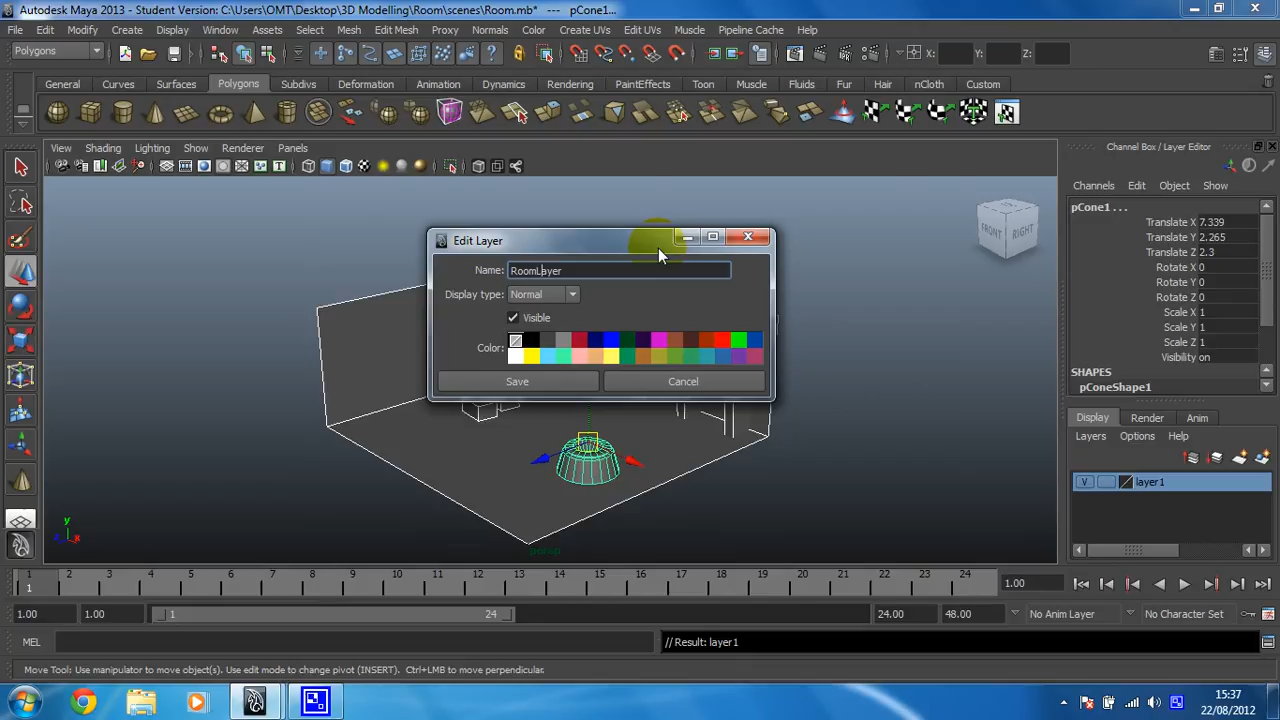 Autodesk Maya 2013 - Student Version: C:\Users\OMT\Desktop\3D Modelling\Room\scenes\Room.mb* --- pCone1...
File Edit Modify Create Display Window Assets Select Mesh Edit Mesh Proxy Normals Color Create UVs Edit UVs Muscle Pipeline Cache Help
Polygons X: Y: Z:
General Curves Surfaces Polygons Subdivs Deformation Animation Dynamics Rendering PaintEffects Toon Muscle Fluids Fur Hair nCloth Custom
View Shading Lighting Show Renderer Panels
Channel Box / Layer Editor
Channels Edit Object Show
pCone1...
Translate X 7.339
Translate Y 2.265
Translate Z 2.3
Rotate X 0
Rotate Y 0
Rotate Z 0
Scale X 1
Scale Y 1
Scale Z 1
Visibility on
SHAPES
pConeShape1
FRONT RIGHT
Edit Layer
Name: RoomLayer
Display type: Normal
Visible
Color:
Save Cancel
Display Render Anim
Layers Options Help
V layer1
y
z x
persp
1 2 3 4 5 6 7 8 9 10 11 12 13 14 15 16 17 18 19 20 21 22 23 24
1 1.00
1.00 1.00 1 24 24.00 48.00 No Anim Layer No Character Set
MEL // Result: layer1
Move Tool: Use manipulator to move object(s). Use edit mode to change pivot (INSERT). Ctrl+LMB to move perpendicular.
15:37
22/08/2012